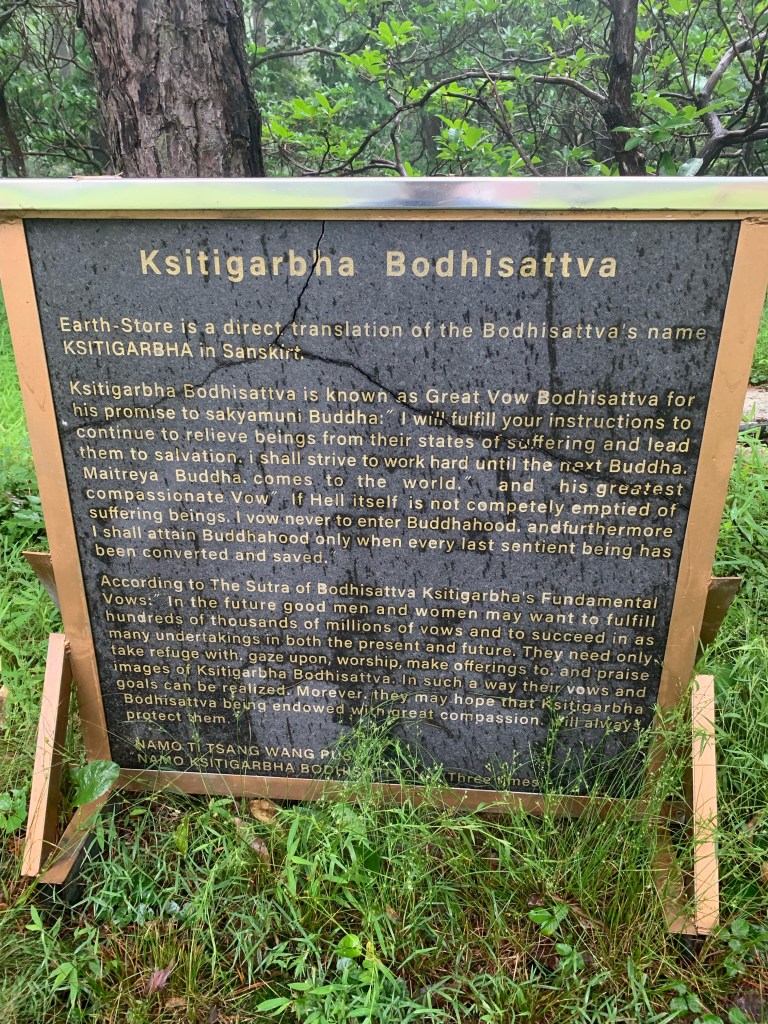 Ksitigarbha Bodhisattva
Earth-Store is a direct translation of the Bodhisattva's name
KSITIGARBHA in Sanskirt.
Ksitigarbha Bodhisattva is known as Great Vow Bodhisattva for
his promise to sakyamuni Buddha:" I will fulfill your instructions to
continue to relieve beings from their states of suffering and lead
them to salvation. i shall strive to work hard until the next Buddha.
Maitreya Buddha. comes to the world." and his greatest
compassionate Vow". If Hell itself is not competely emptied of
suffering beings. I vow never to enter Buddhahood. andfurthermore
I shall attain Buddhahood only when every last sentient being has
been converted and saved."
According to The Sutra of Bodhisattva Ksitigarbha's Fundamental
Vows:" In the future good men and women may want to fulfill
hundreds of thousands of millions of vows and to succeed in as
many undertakings in both the present and future. They need only
take refuge with, gaze upon, worship, make offerings to, and praise
images of Ksitigarbha Bodhisattva. In such a way their vows and
goals can be realized. Morever, they may hope that Ksitigarbha
Bodhisattva being endowed with great compassion. will always
protect them.
NAMO TI TSANG WANG
NAMO KSITIGARBHA Three times